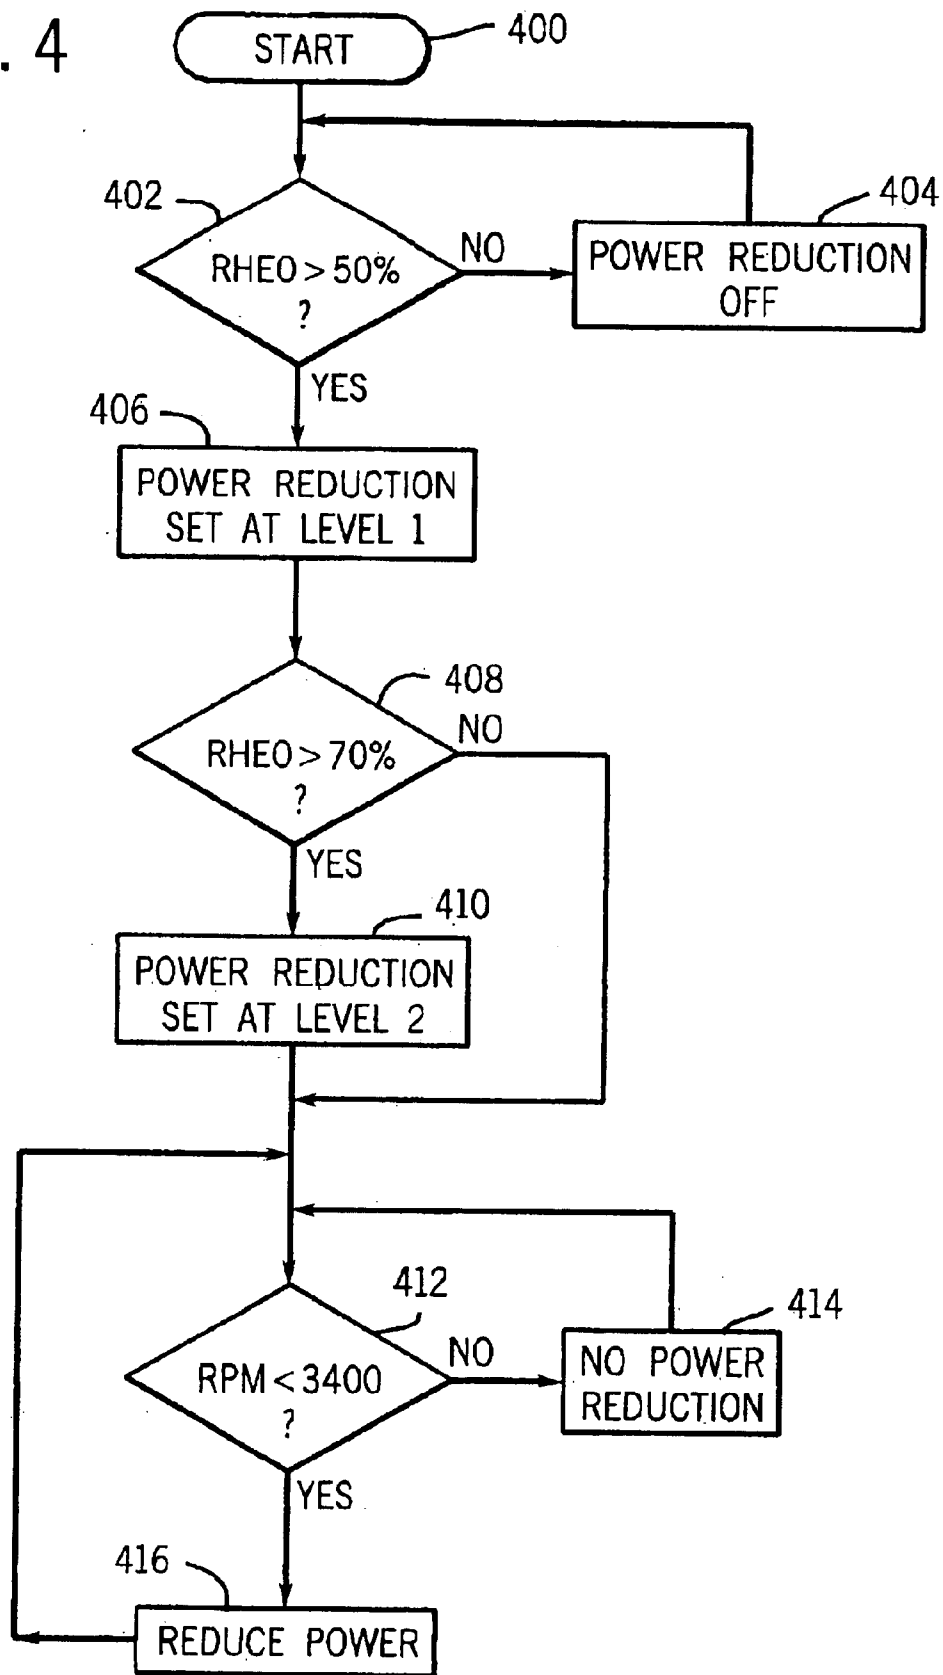 . 4
START
400
402
RHEO > 50%
?
NO
404
POWER REDUCTION
OFF
YES
406
POWER REDUCTION
SET AT LEVEL 1
408
RHEO > 70%
?
NO
YES
410
POWER REDUCTION
SET AT LEVEL 2
412
RPM < 3400
?
NO
414
NO POWER
REDUCTION
YES
416
REDUCE POWER